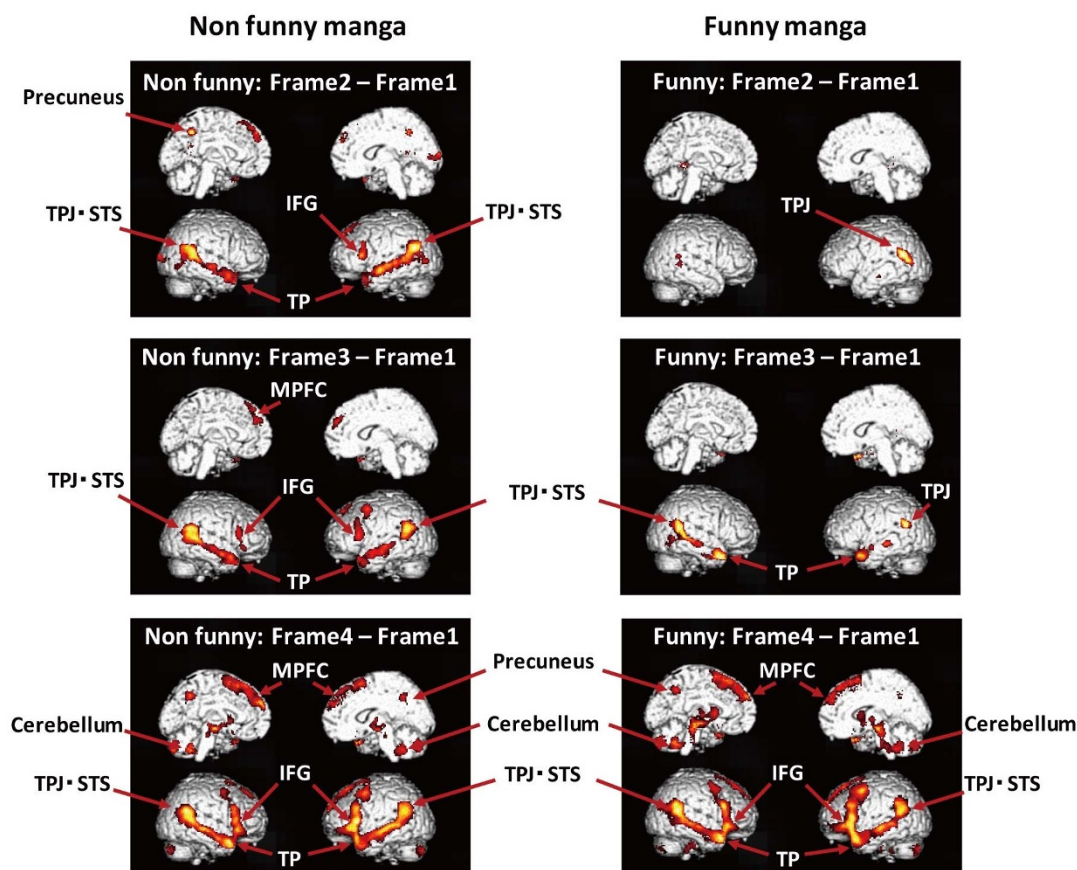 Non funny manga
Funny manga
Non funny: Frame2 – Frame1
Precuneus
TPJ・STS
IFG
TPJ・STS
TP
Funny: Frame2 – Frame1
TPJ
Non funny: Frame3 – Frame1
MPFC
TPJ・STS
IFG
TPJ・STS
TP
Funny: Frame3 – Frame1
TPJ
TP
Non funny: Frame4 – Frame1
MPFC
Precuneus
Cerebellum
Cerebellum
TPJ・STS
IFG
TPJ・STS
TP
Funny: Frame4 – Frame1
MPFC
Cerebellum
IFG
TPJ・STS
TP